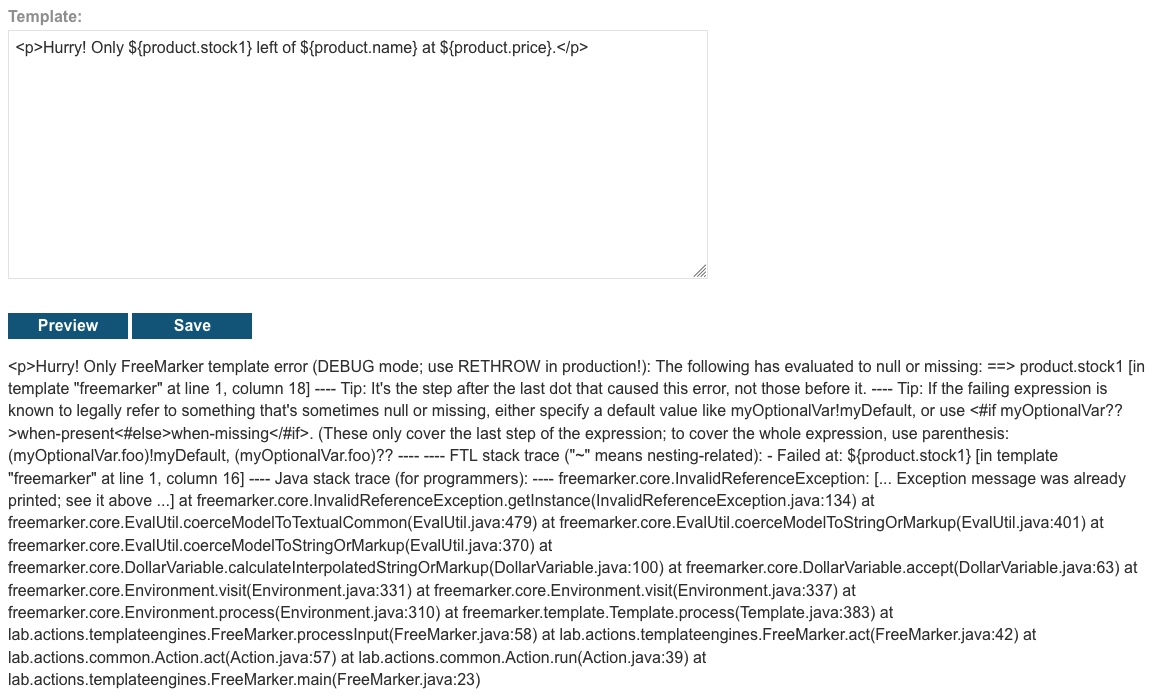 Template:
<p>Hurry! Only ${product.stock1} left of ${product.name} at ${product.price}.</p>
Preview
Save
<p>Hurry! Only FreeMarker template error (DEBUG mode; use RETHROW in production!): The following has evaluated to null or missing: ==> product.stock1 [in
template "freemarker" at line 1, column 18] ---- Tip: It's the step after the last dot that caused this error, not those before it. ---- Tip: If the failing expression is
known to legally refer to something that's sometimes null or missing, either specify a default value like myOptionalVar!myDefault, or use <#if myOptionalVar??
>when-present<#else>when-missing</#if>. (These only cover the last step of the expression; to cover the whole expression, use parenthesis:
(myOptionalVar.foo)!myDefault, (myOptionalVar.foo)?? ---- ---- FTL stack trace ("~" means nesting-related): - Failed at: ${product.stock1} [in template
"freemarker" at line 1, column 16] ---- Java stack trace (for programmers): ---- freemarker.core.InvalidReferenceException: [... Exception message was already
printed; see it above ...] at freemarker.core.InvalidReferenceException.getInstance(InvalidReferenceException.java:134) at
freemarker.core.EvalUtil.coerceModelToTextualCommon(EvalUtil.java:479) at freemarker.core.EvalUtil.coerceModelToStringOrMarkup(EvalUtil.java:401) at
freemarker.core.EvalUtil.coerceModelToStringOrMarkup(EvalUtil.java:370) at
freemarker.core.DollarVariable.calculateInterpolatedStringOrMarkup(DollarVariable.java:100) at freemarker.core.DollarVariable.accept(DollarVariable.java:63) at
freemarker.core.Environment.visit(Environment.java:331) at freemarker.core.Environment.visit(Environment.java:337) at
freemarker.core.Environment.process(Environment.java:310) at freemarker.template.Template.process(Template.java:383) at
lab.actions.templateengines.FreeMarker.processInput(FreeMarker.java:58) at lab.actions.templateengines.FreeMarker.act(FreeMarker.java:42) at
lab.actions.common.Action.act(Action.java:57) at lab.actions.common.Action.run(Action.java:39) at
lab.actions.templateengines.FreeMarker.main(FreeMarker.java:23)